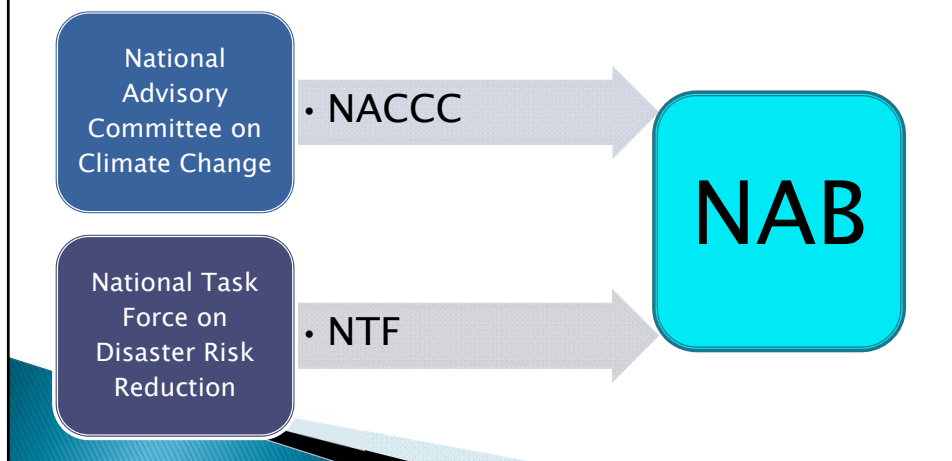 National
Advisory
Committee on
Climate Change
• NACCC
National Task
Force on
Disaster Risk
Reduction
• NTF
NAB